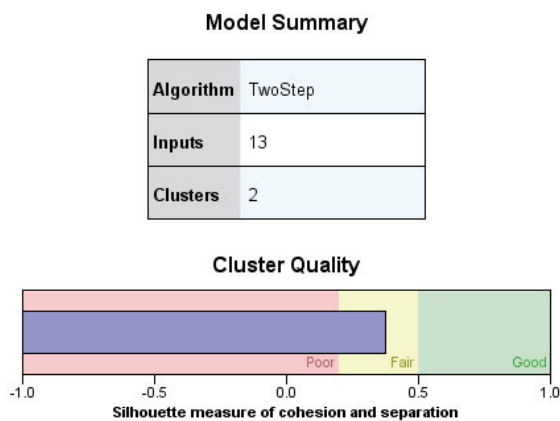 Model Summary
Algorithm TwoStep
Inputs 13
Clusters 2
Cluster Quality
Poor Fair Good
-1.0 -0.5 0.0 0.5 1.0
Silhouette measure of cohesion and separation